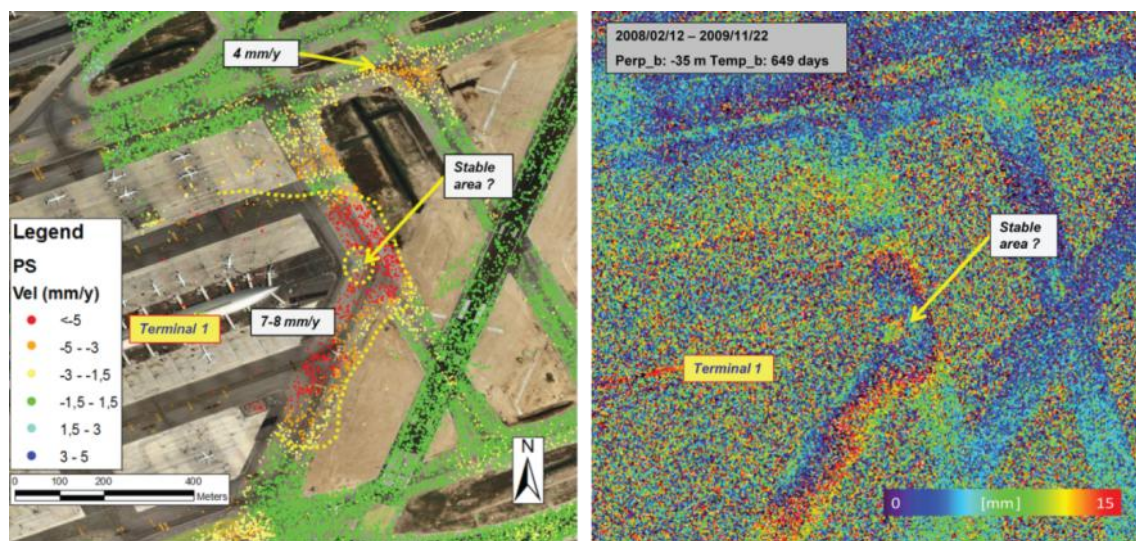 4 mm/y
Stable
area ?
Legend
PS
Vel (mm/y)
<-5
-5 - -3
-3 - -1,5
-1,5 - 1,5
1,5 - 3
3 - 5
Terminal 1
7-8 mm/y
N
0 100 200 400
Meters
2008/02/12 – 2009/11/22
Perp_b: -35 m Temp_b: 649 days
Stable
area ?
Terminal 1
0 [mm] 15